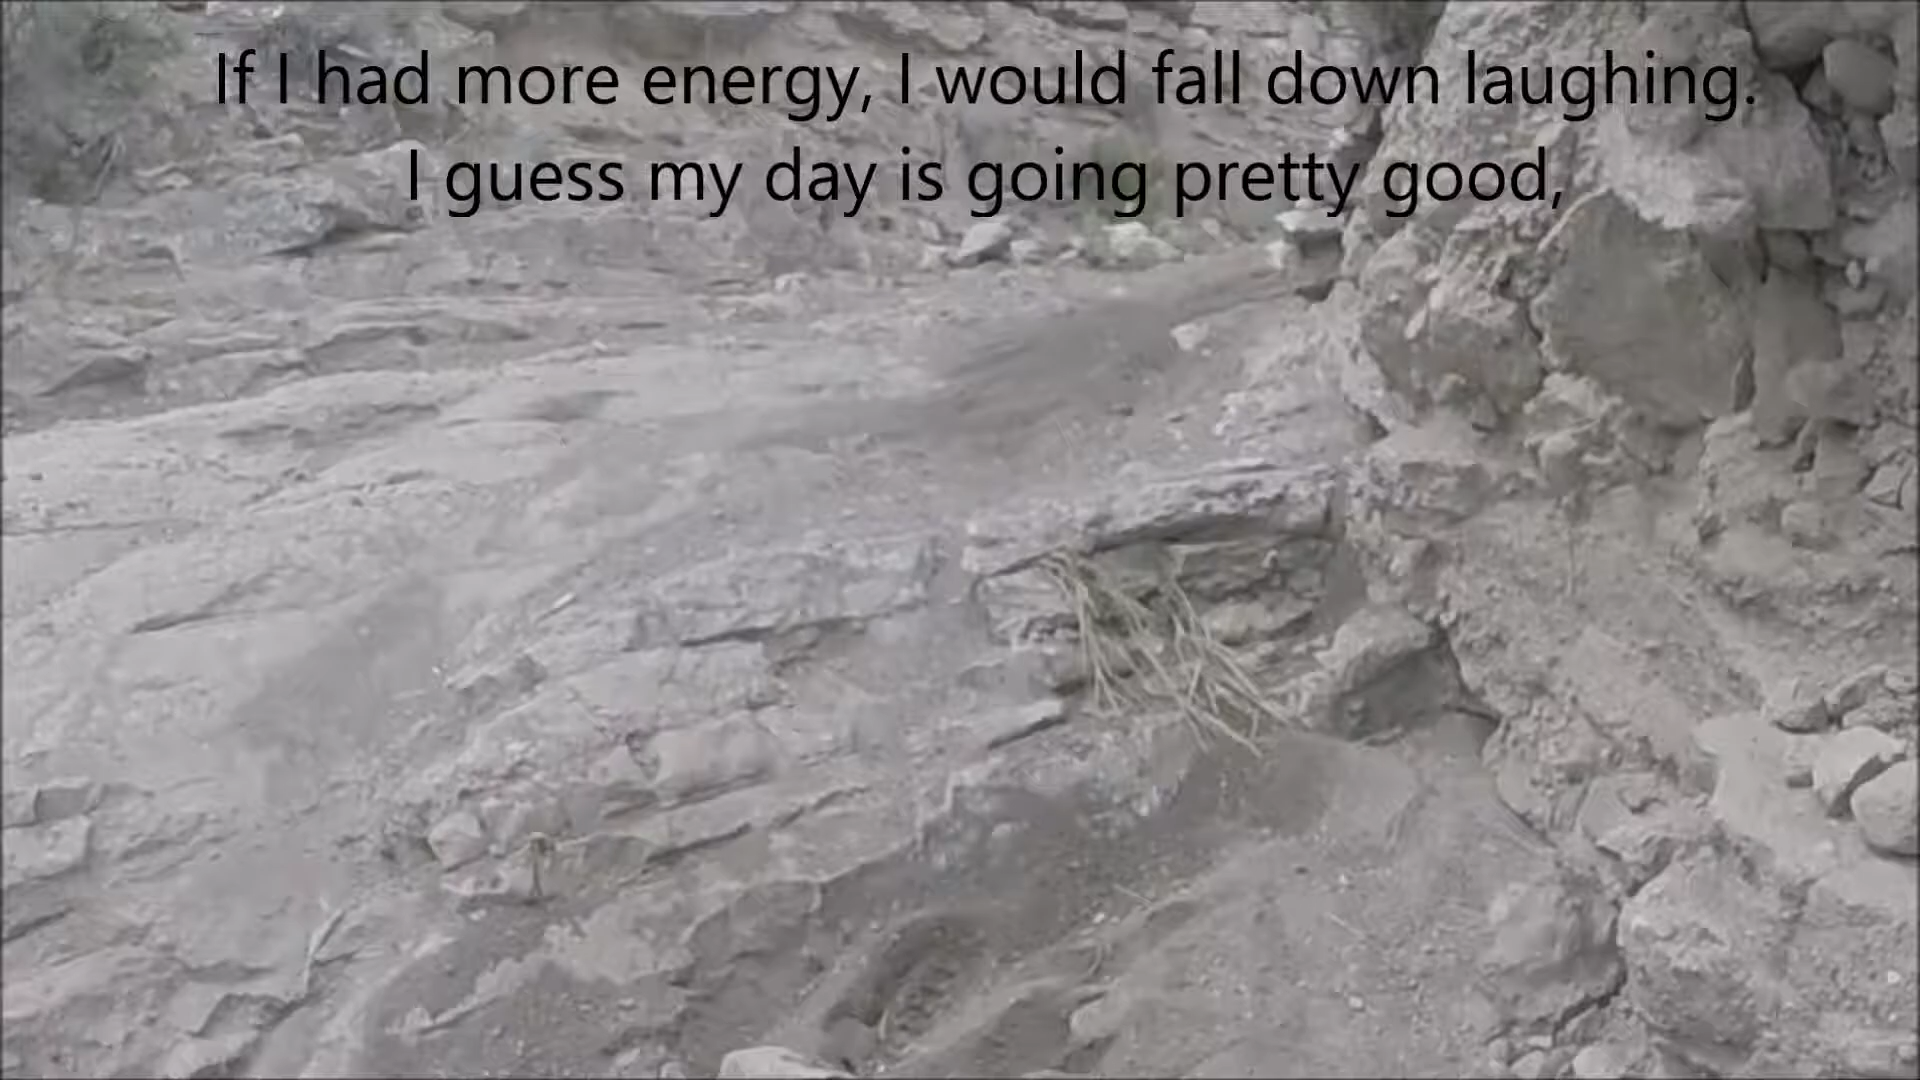 If I had more energy, I would fall down laughing.
I guess my day is going pretty good,